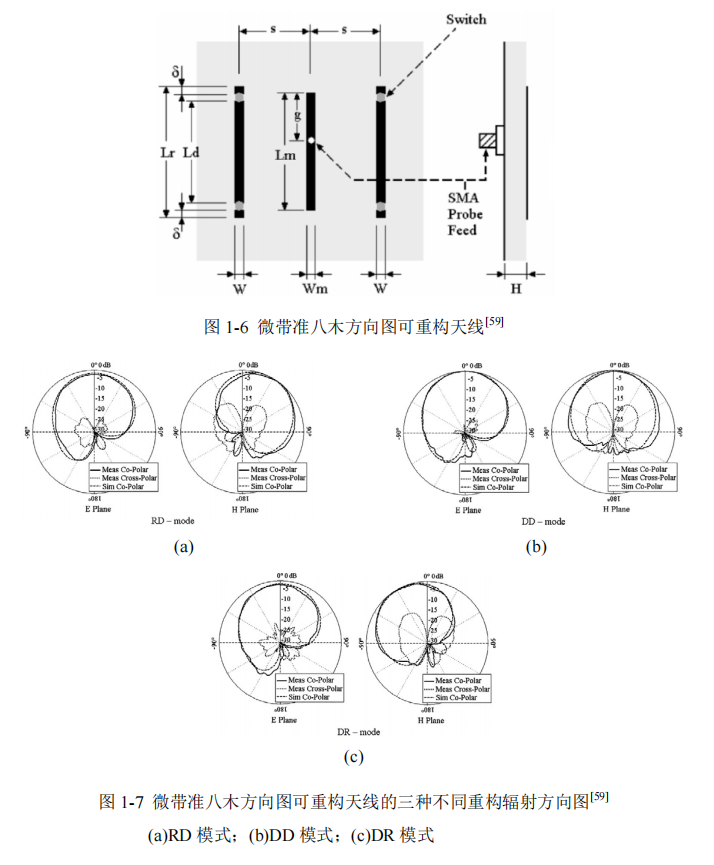 s s Switch
δ
g
Lr Ld Lm
SMA
Probe
Feed
δ
W Wm W H
图 1-6 微带准八木方向图可重构天线[59]
0° 0 dB 0° 0 dB 0° 0 dB 0° 0 dB
-5 -5 -5 -5
-10 -10 -10 -10
-15 -15 -15 -15
-20 -20 -20 -20
-25 -25 -25 -25
-30 -30 -30 -30
-90° 90° -90° 90° -90° 90° -90° 90°
Meas Co-Polar Meas Co-Polar Meas Co-Polar Meas Co-Polar
Meas Cross-Polar Meas Cross-Polar Meas Cross-Polar Meas Cross-Polar
Sim Co-Polar Sim Co-Polar Sim Co-Polar Sim Co-Polar
180° 180° 180° 180°
E Plane H Plane E Plane H Plane
RD – mode DD – mode
(a) (b)
0° 0 dB 0° 0 dB
-5 -5
-10 -10
-15 -15
-20 -20
-25 -25
-30 -30
-90° 90° -90° 90°
Meas Co-Polar Meas Co-Polar
Meas Cross-Polar Meas Cross-Polar
Sim Co-Polar Sim Co-Polar
180° 180°
E Plane H Plane
DR – mode
(c)
图 1-7 微带准八木方向图可重构天线的三种不同重构辐射方向图[59]
(a)RD 模式；(b)DD 模式；(c)DR 模式